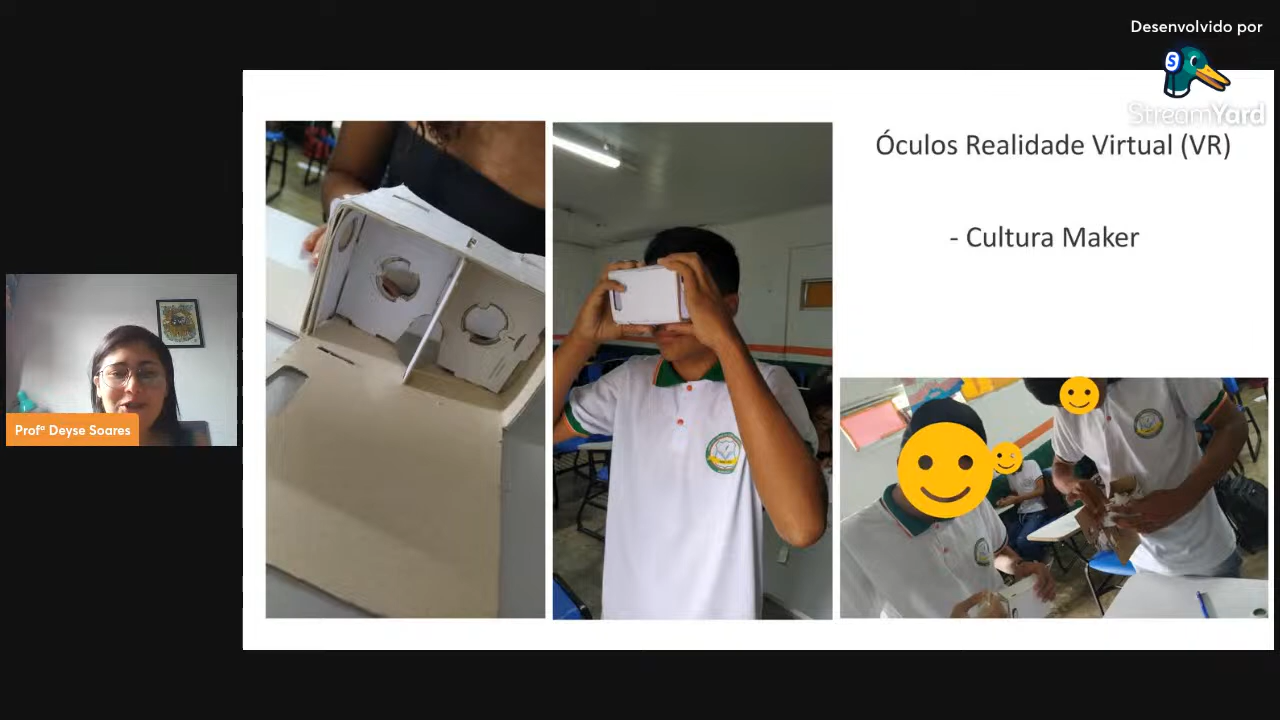 Desenvolvido por
StreamYard
Óculos Realidade Virtual (VR)
- Cultura Maker
Profª Deyse Soares